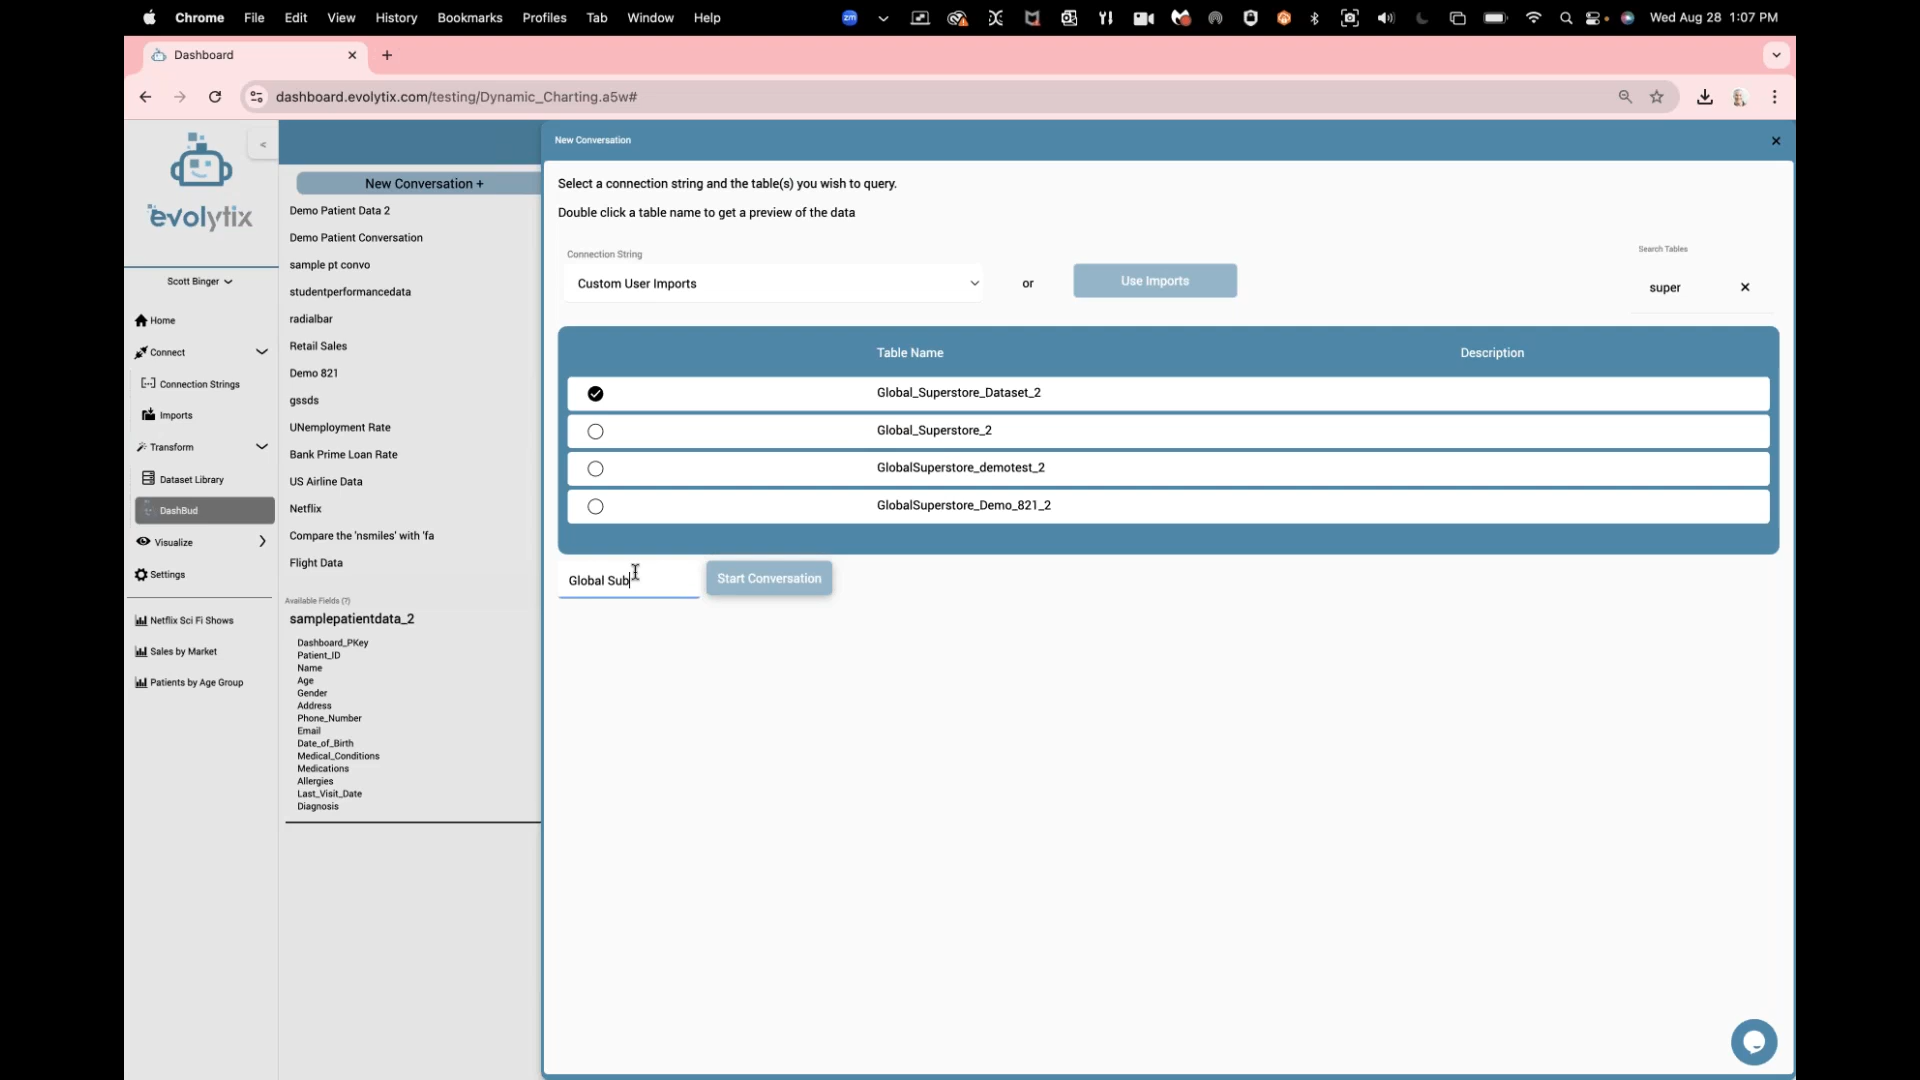 Chrome File Edit View History Bookmarks Profiles Tab Window Help
zm
Wed Aug 28 1:07 PM
Dashboard
dashboard.evolytix.com/testing/Dynamic_Charting.a5w#
evolytix
<
Scott Binger
Home
Connect
Connection Strings
Imports
Transform
Dataset Library
DashBud
Visualize
Settings
Netflix Sci Fi Shows
Sales by Market
Patients by Age Group
New Conversation +
Demo Patient Data 2
Demo Patient Conversation
sample pt convo
studentperformancedata
radialbar
Retail Sales
Demo 821
gssds
UNemployment Rate
Bank Prime Loan Rate
US Airline Data
Netflix
Compare the 'nsmiles' with 'fa
Flight Data
Available Fields (?)
samplepatientdata_2
Dashboard_PKey
Patient_ID
Name
Age
Gender
Address
Phone_Number
Email
Date_of_Birth
Medical_Conditions
Medications
Allergies
Last_Visit_Date
Diagnosis
New Conversation
Select a connection string and the table(s) you wish to query.
Double click a table name to get a preview of the data
Connection String
Custom User Imports
or
Use Imports
Search Tables
super
Table Name Description
Global_Superstore_Dataset_2
Global_Superstore_2
GlobalSuperstore_demotest_2
GlobalSuperstore_Demo_821_2
Global Sub
Start Conversation